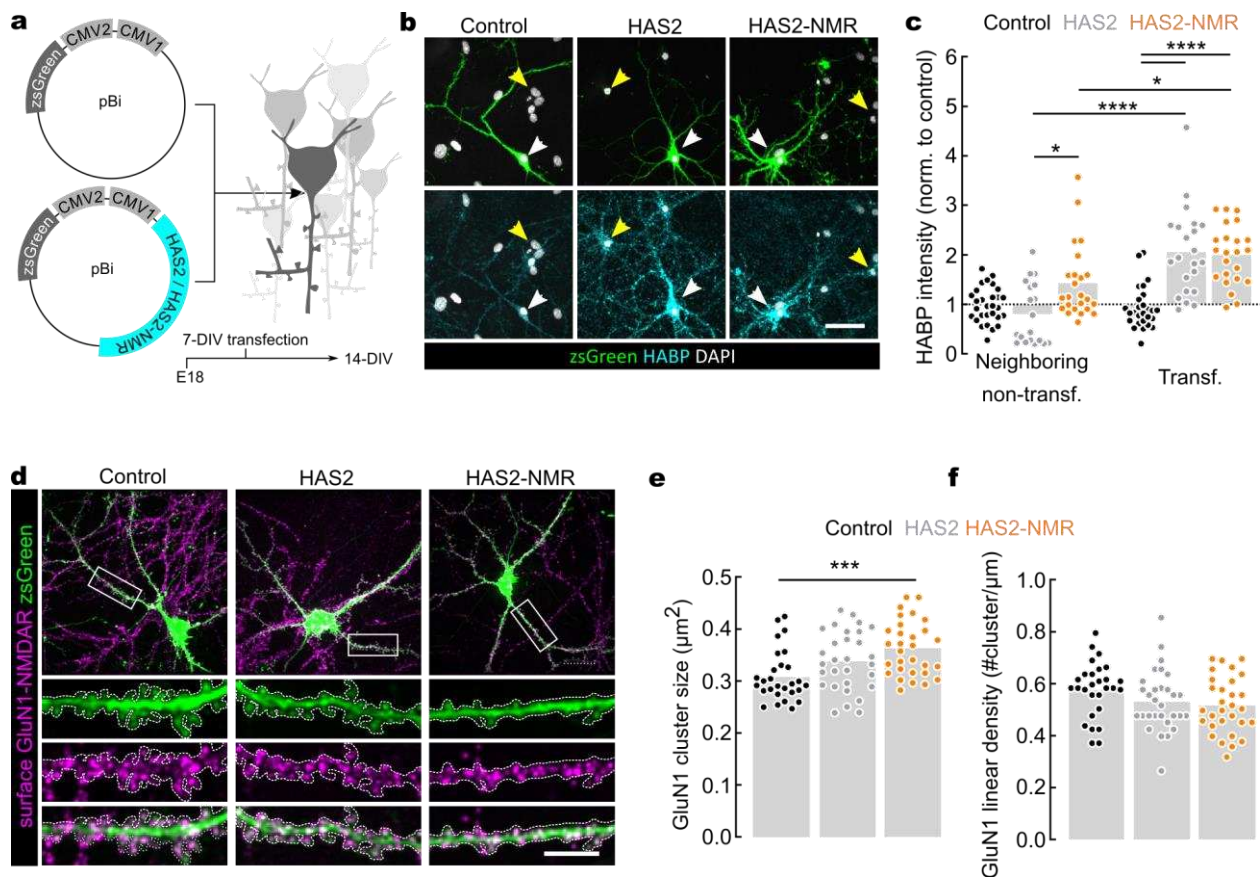 a
zsGreen
CMV2
CMV1
pBi
zsGreen
CMV2
CMV1
pBi
HAS2 / HAS2-NMR
7-DIV transfection
E18
14-DIV
b
Control
HAS2
HAS2-NMR
zsGreen HABP DAPI
c
Control HAS2 HAS2-NMR
****
*
****
*
HABP intensity (norm. to control)
6
5
4
3
2
1
0
Neighboring
non-transf.
Transf.
d
Control
HAS2
HAS2-NMR
surface GluN1-NMDAR zsGreen
e
f
Control HAS2 HAS2-NMR
***
GluN1 cluster size (µm²)
0.5
0.4
0.3
0.2
0.1
0.0
GluN1 linear density (#cluster/µm)
1.0
0.8
0.6
0.4
0.2
0.0